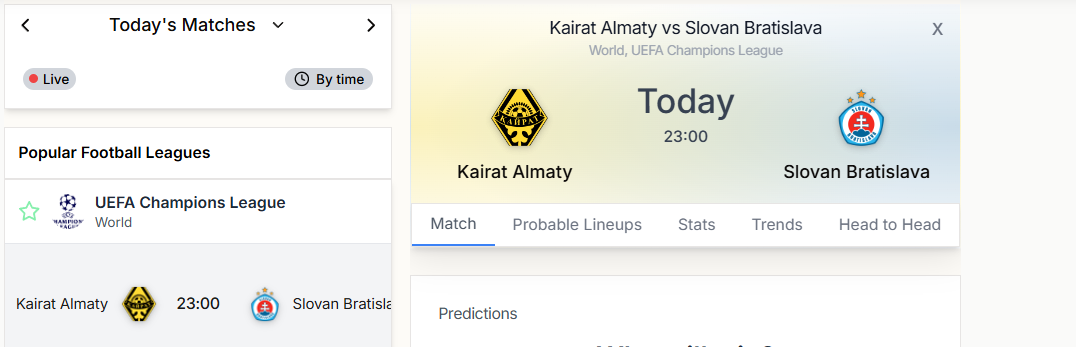 Today's Matches
Live
By time
Popular Football Leagues
UEFA Champions League
World
Kairat Almaty
23:00
Slovan Bratisla
Kairat Almaty vs Slovan Bratislava
X
World, UEFA Champions League
Today
23:00
Kairat Almaty
Slovan Bratislava
Match
Probable Lineups
Stats
Trends
Head to Head
Predictions